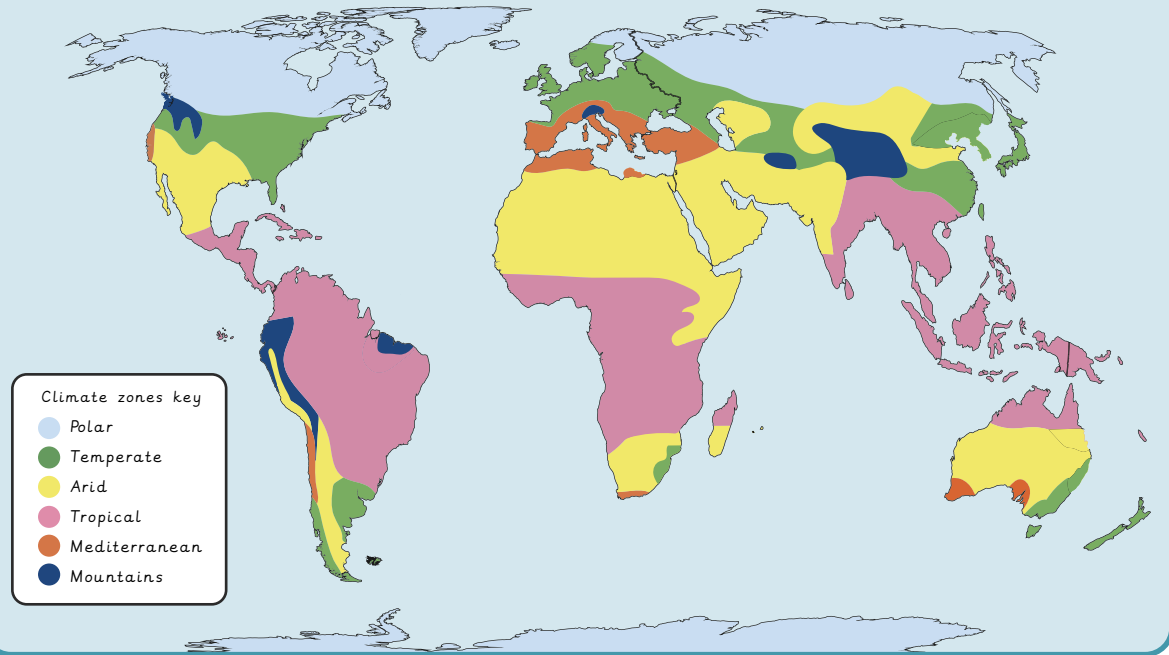 Climate zones key
Polar
Temperate
Arid
Tropical
Mediterranean
Mountains